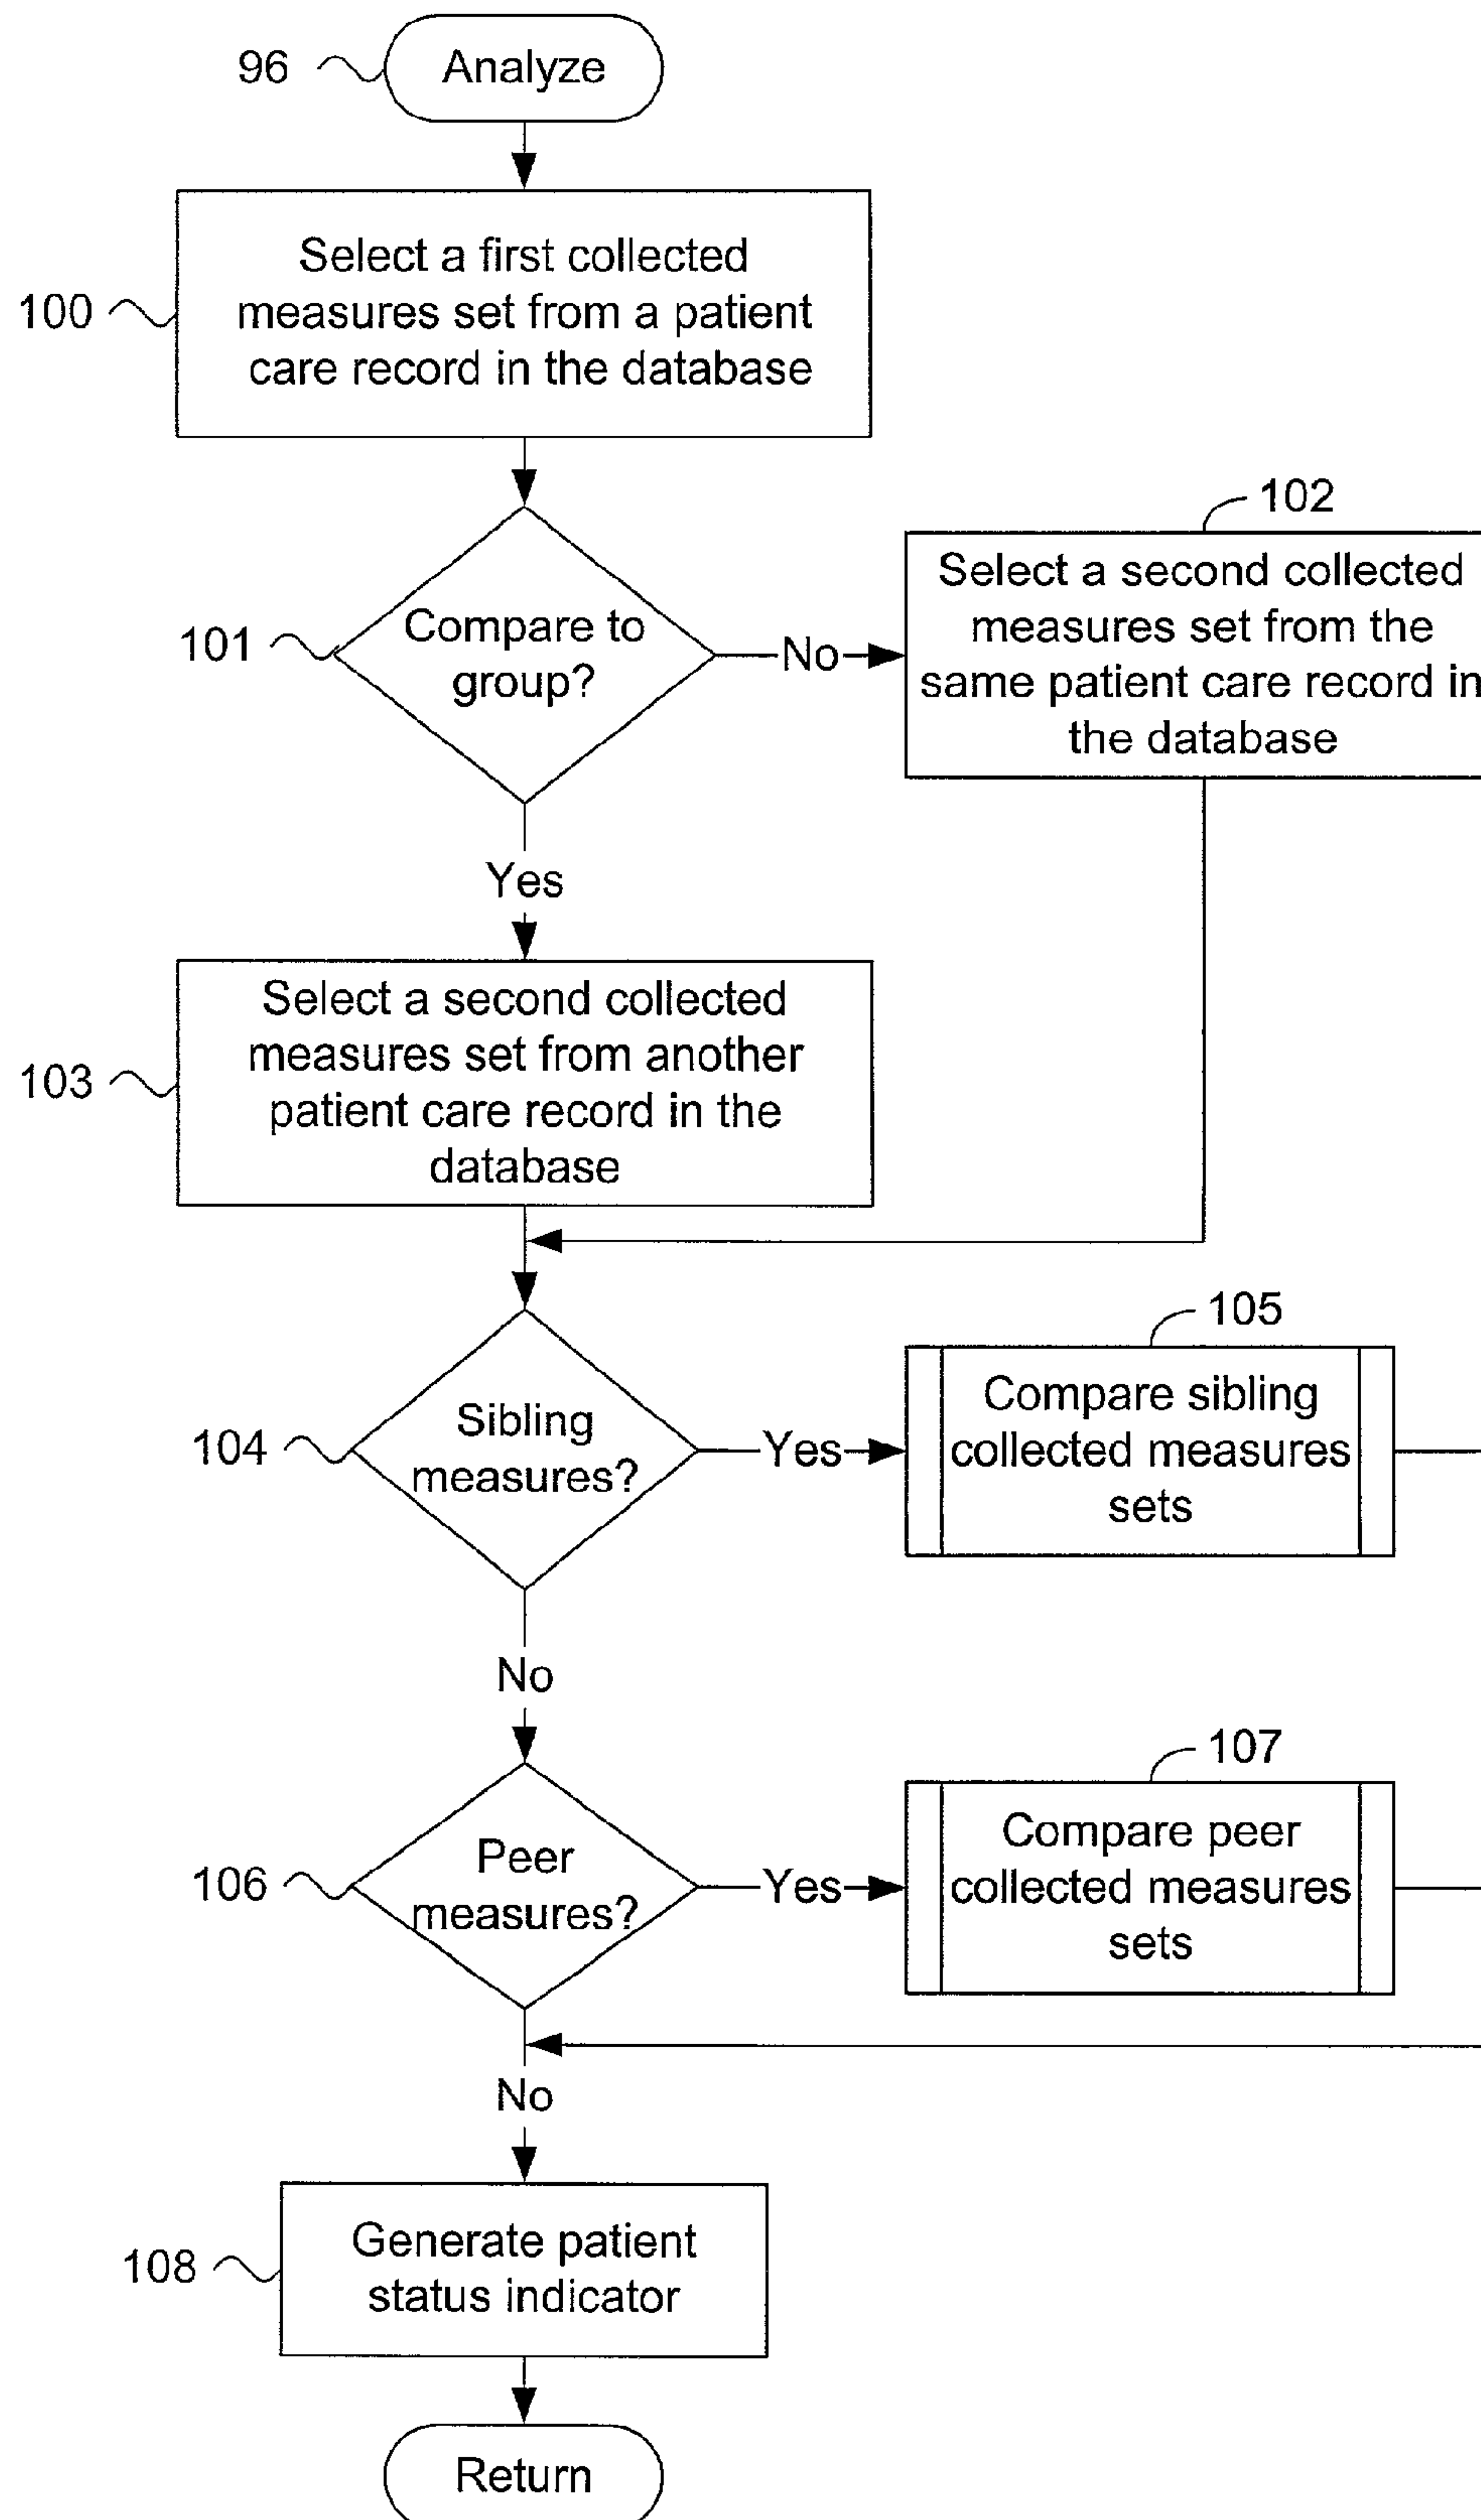 96
Analyze
100
Select a first collected
measures set from a patient
care record in the database
101
Compare to
group?
No
102
Select a second collected
measures set from the
same patient care record in
the database
Yes
103
Select a second collected
measures set from another
patient care record in the
database
104
Sibling
measures?
Yes
105
Compare sibling
collected measures
sets
No
106
Peer
measures?
Yes
107
Compare peer
collected measures
sets
No
108
Generate patient
status indicator
Return